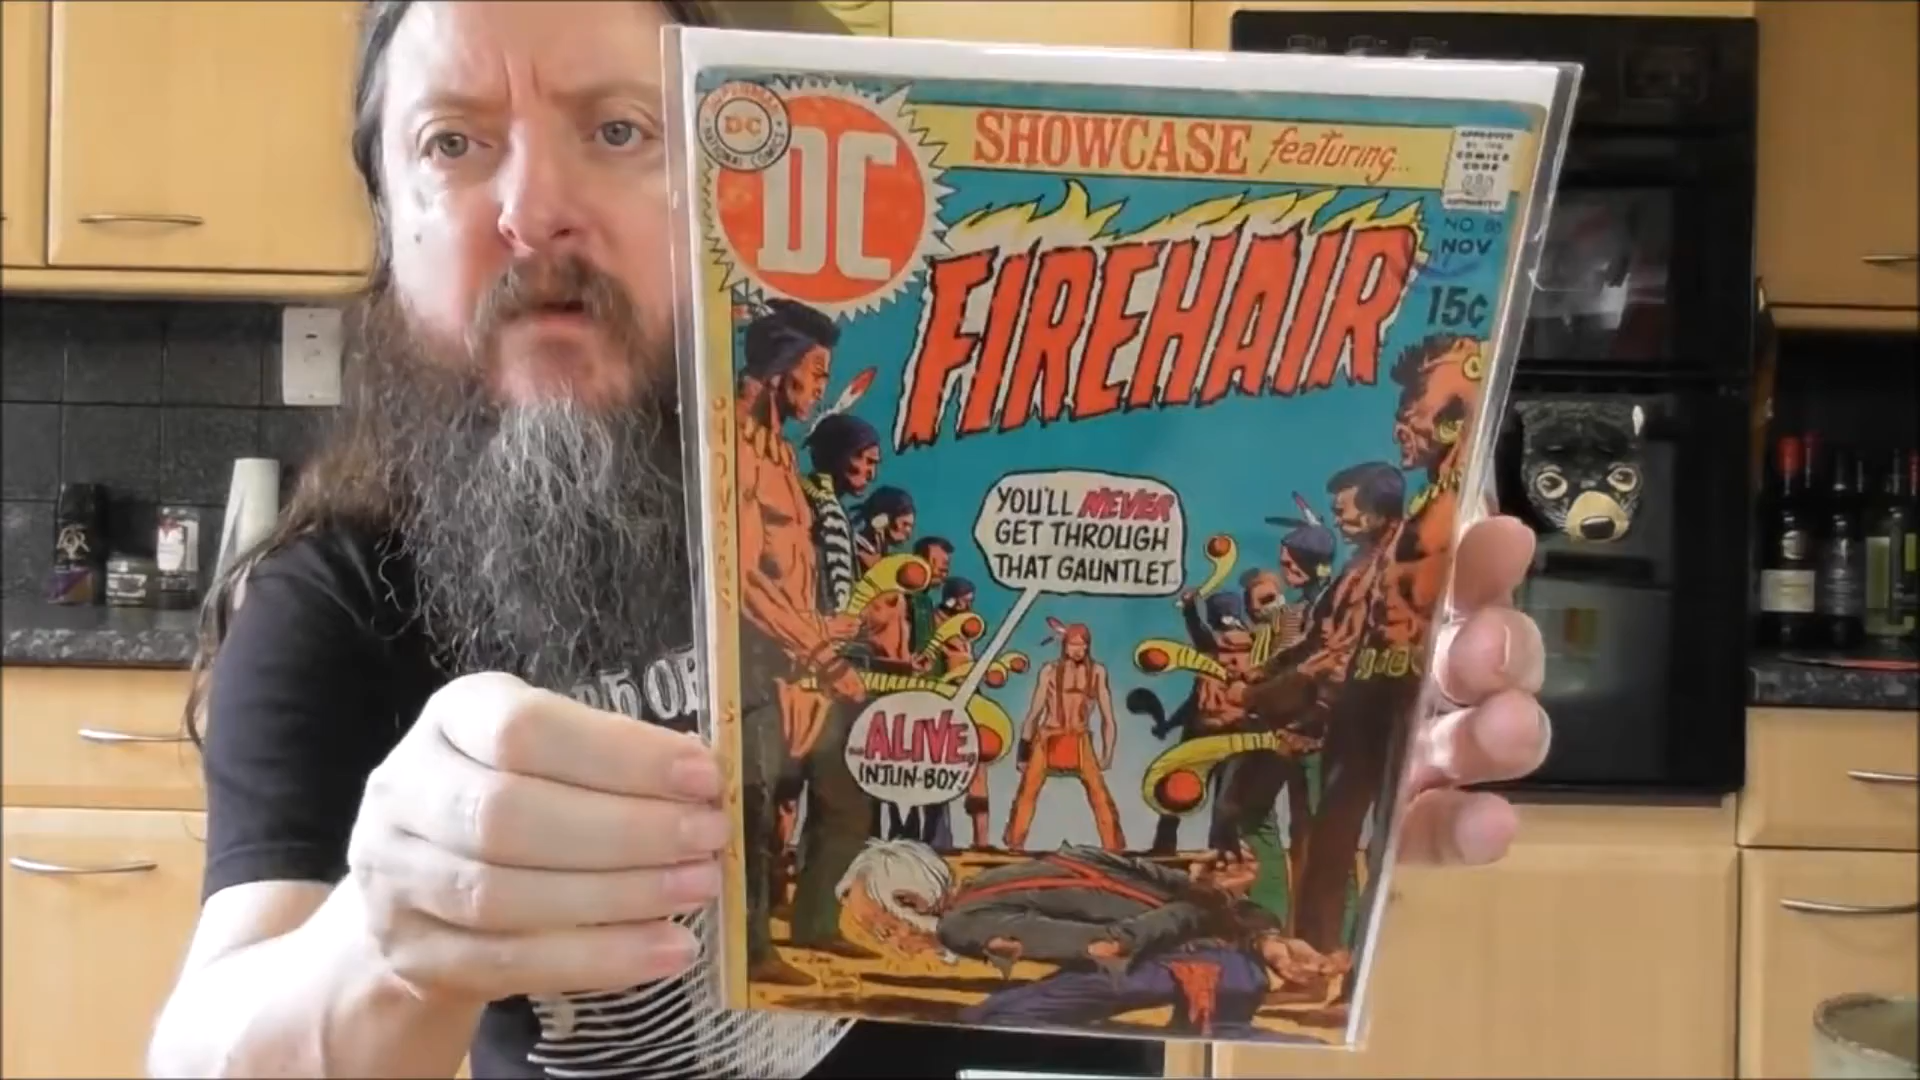 SUPERMAN
DC
NATIONAL COMICS
DC
SHOWCASE featuring...
APPROVED
BY THE
COMICS
CODE
AUTHORITY
FIREHAIR
NOV
15¢
YOU'LL NEVER
GET THROUGH
THAT GAUNTLET..
...ALIVE..,
INJUN-BOY!